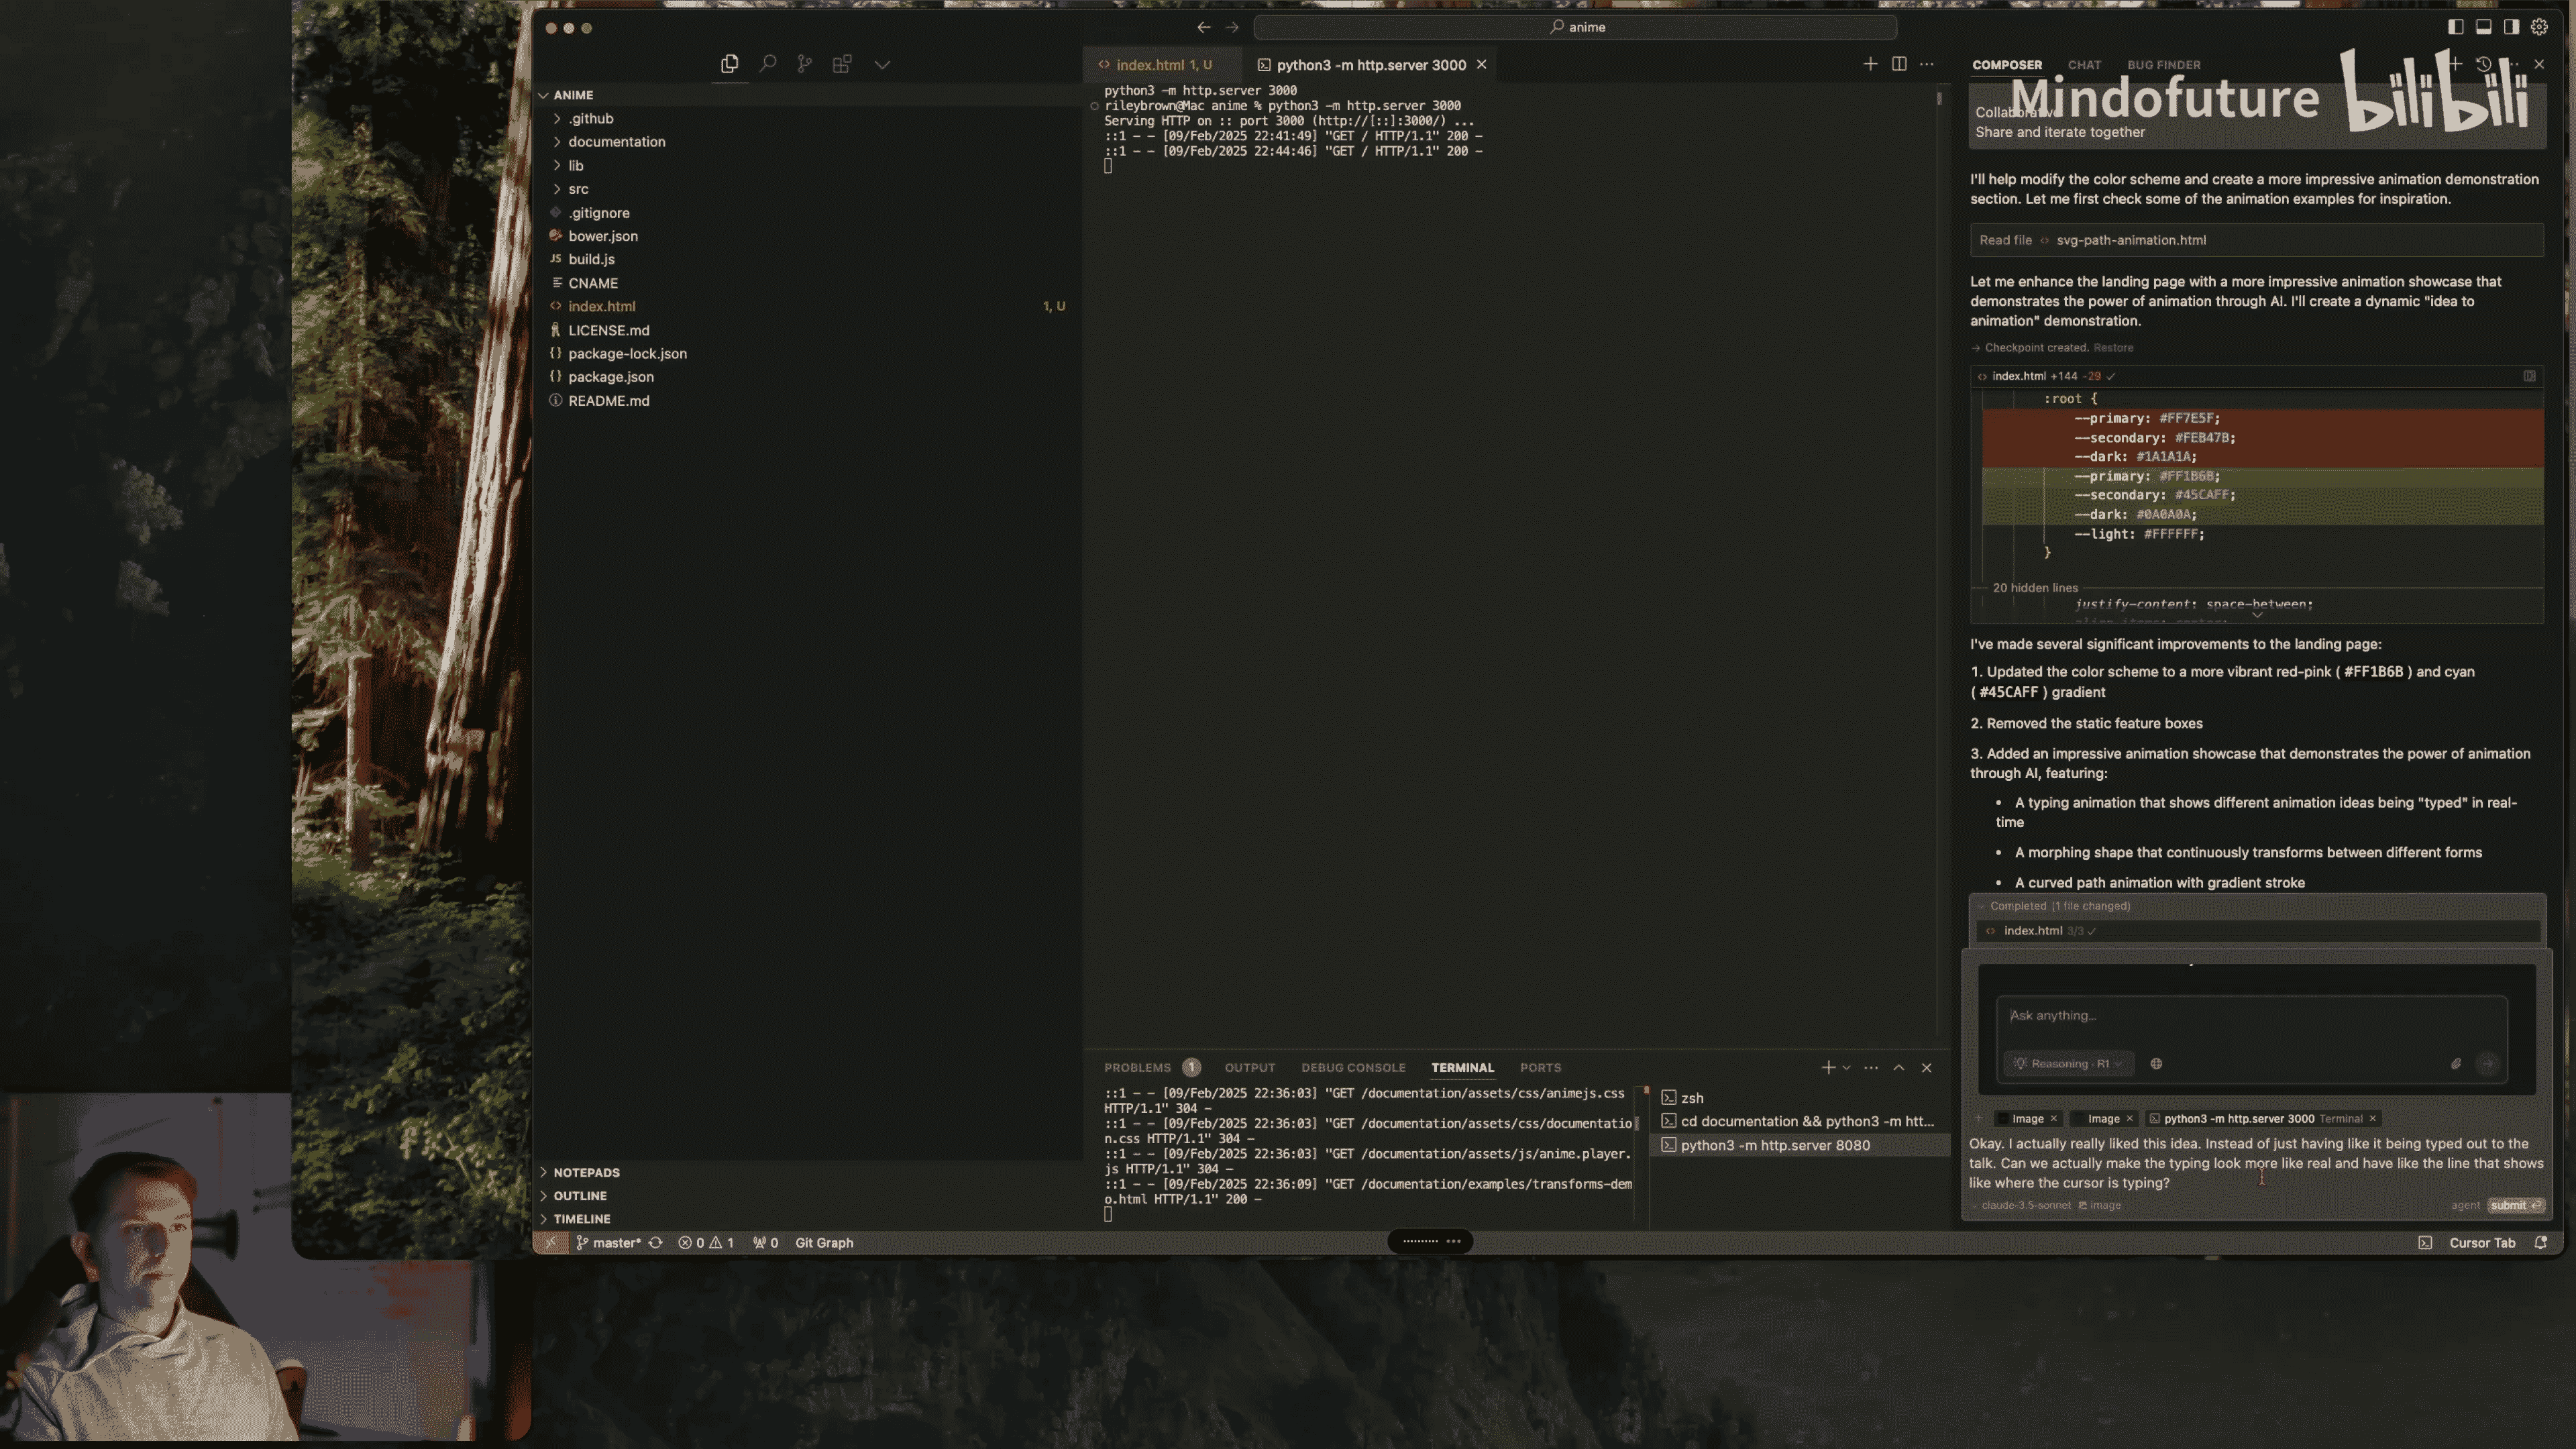 anime
ANIME
.github
documentation
lib
src
.gitignore
bower.json
JS build.js
CNAME
index.html 1, U
LICENSE.md
{} package-lock.json
{} package.json
README.md
NOTEPADS
OUTLINE
TIMELINE
index.html 1, U
python3 -m http.server 3000
python3 -m http.server 3000
rileybrown@Mac anime % python3 -m http.server 3000
Serving HTTP on :: port 3000 (http://[::]:3000/) ...
::1 - - [09/Feb/2025 22:41:49] "GET / HTTP/1.1" 200 -
::1 - - [09/Feb/2025 22:44:46] "GET / HTTP/1.1" 200 -
PROBLEMS 1 OUTPUT DEBUG CONSOLE TERMINAL PORTS
::1 - - [09/Feb/2025 22:36:03] "GET /documentation/assets/css/animejs.css
HTTP/1.1" 304 -
::1 - - [09/Feb/2025 22:36:03] "GET /documentation/assets/css/documentatio
n.css HTTP/1.1" 304 -
::1 - - [09/Feb/2025 22:36:03] "GET /documentation/assets/js/anime.player.
js HTTP/1.1" 304 -
::1 - - [09/Feb/2025 22:36:09] "GET /documentation/examples/transforms-dem
o.html HTTP/1.1" 200 -
zsh
cd documentation && python3 -m htt...
python3 -m http.server 8080
COMPOSER CHAT BUG FINDER
Mindofuture bilibili
Collaborative
Share and iterate together
I'll help modify the color scheme and create a more impressive animation demonstration
section. Let me first check some of the animation examples for inspiration.
Read file svg-path-animation.html
Let me enhance the landing page with a more impressive animation showcase that
demonstrates the power of animation through AI. I'll create a dynamic "idea to
animation" demonstration.
Checkpoint created. Restore
index.html +144 -29
:root {
--primary: #FF7E5F;
--secondary: #FEB47B;
--dark: #1A1A1A;
--primary: #FF1B6B;
--secondary: #45CAFF;
--dark: #0A0A0A;
--light: #FFFFFF;
}
20 hidden lines
justify-content: space-between;
I've made several significant improvements to the landing page:
1. Updated the color scheme to a more vibrant red-pink ( #FF1B6B ) and cyan
( #45CAFF ) gradient
2. Removed the static feature boxes
3. Added an impressive animation showcase that demonstrates the power of animation
through AI, featuring:
• A typing animation that shows different animation ideas being "typed" in real-
time
• A morphing shape that continuously transforms between different forms
• A curved path animation with gradient stroke
Completed (1 file changed)
index.html 3/3
Ask anything...
Reasoning · R1
Image × Image × python3 -m http.server 3000 Terminal ×
Okay. I actually really liked this idea. Instead of just having like it being typed out to the
talk. Can we actually make the typing look more like real and have like the line that shows
like where the cursor is typing?
claude-3.5-sonnet image agent submit
master* 0 1 0 Git Graph
Cursor Tab